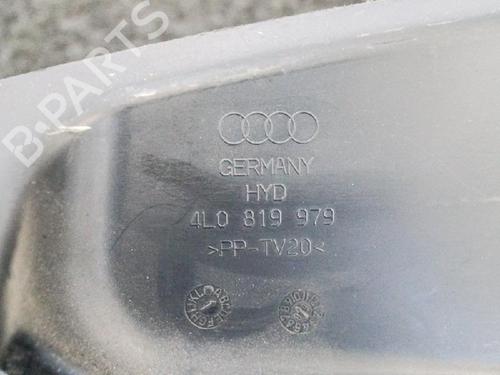 B-PARTS
GERMANY
HYD
4L0 819 979
>PP-TV20<